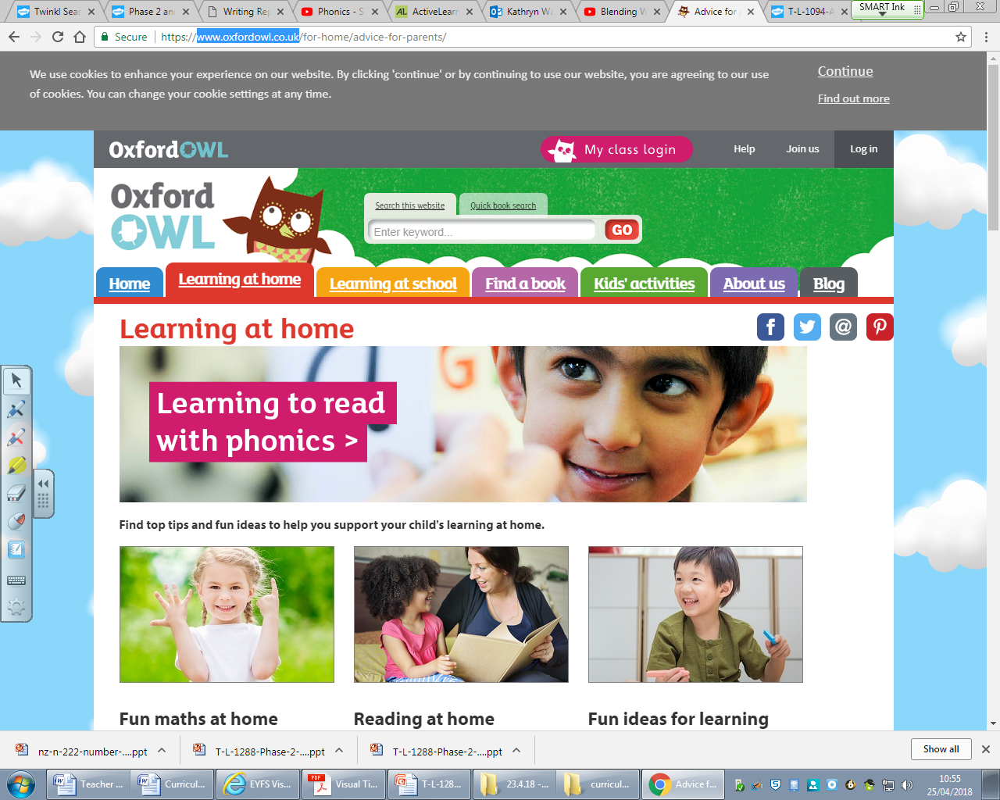 Twinkl Sea
Phase 2 an
Writing Rep
Phonics - S
ActiveLearn
Kathryn Wa
Blending W
Advice for p
T-L-1094-A
SMART Ink
Secure
https://www.oxfordowl.co.uk/for-home/advice-for-parents/
We use cookies to enhance your experience on our website. By clicking 'continue' or by continuing to use our website, you are agreeing to our use
of cookies. You can change your cookie settings at any time.
Continue
Find out more
OxfordOWL
My class login
Help
Join us
Log in
Oxford
OWL
Search this website
Quick book search
Enter keyword...
GO
Home
Learning at home
Learning at school
Find a book
Kids' activities
About us
Blog
Learning at home
Learning to read
with phonics >
Find top tips and fun ideas to help you support your child's learning at home.
Fun maths at home
Reading at home
Fun ideas for learning
nz-n-222-number-....ppt
T-L-1288-Phase-2-....ppt
T-L-1288-Phase-2-....ppt
Show all
Teacher ...
Curricul...
EYFS Vis...
Visual Ti...
T-L-128...
23.4.18 -...
curricul...
Advice f...
10:55
25/04/2018